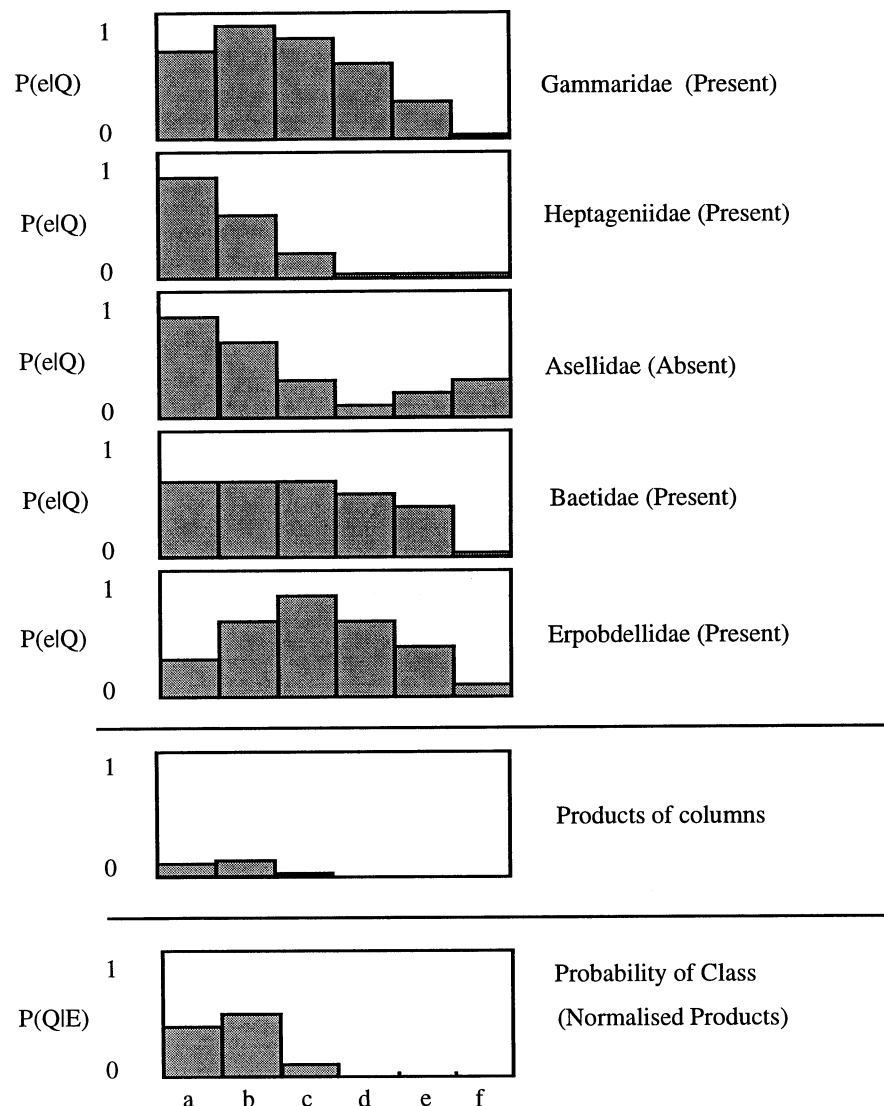 1
P(e|Q)
0
Gammaridae (Present)
1
P(e|Q)
0
Heptageniidae (Present)
1
P(e|Q)
0
Asellidae (Absent)
1
P(e|Q)
0
Baetidae (Present)
1
P(e|Q)
0
Erpobdellidae (Present)
1
0
Products of columns
1
P(Q|E)
0
Probability of Class
(Normalised Products)
a b c d e f